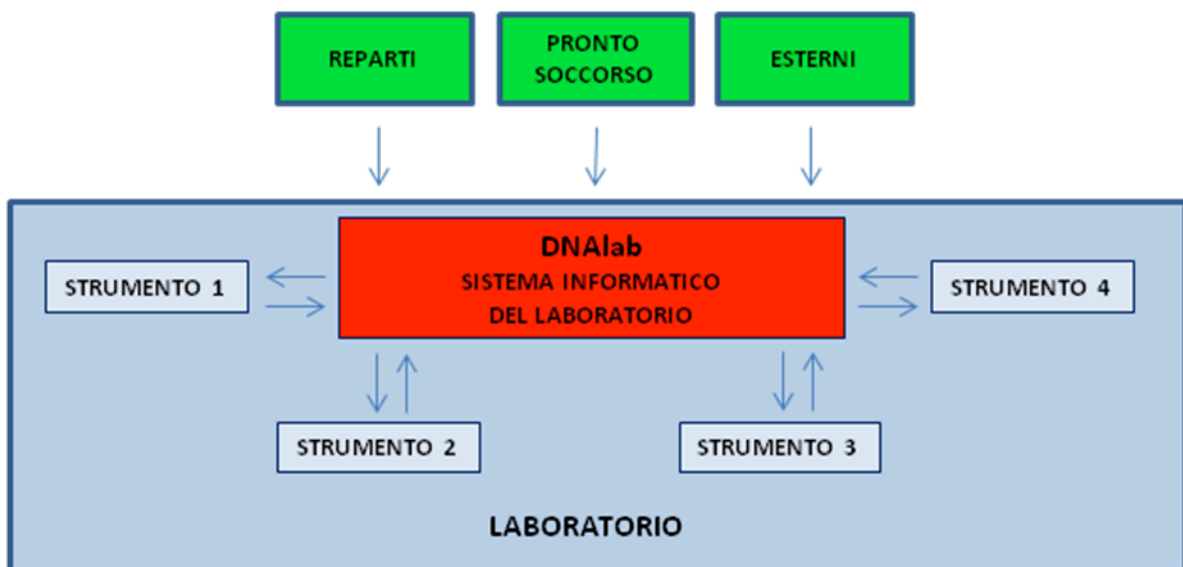 REPARTI
PRONTO
SOCCORSO
ESTERNI
DNAlab
SISTEMA INFORMATICO
DEL LABORATORIO
STRUMENTO 1
STRUMENTO 4
STRUMENTO 2
STRUMENTO 3
LABORATORIO